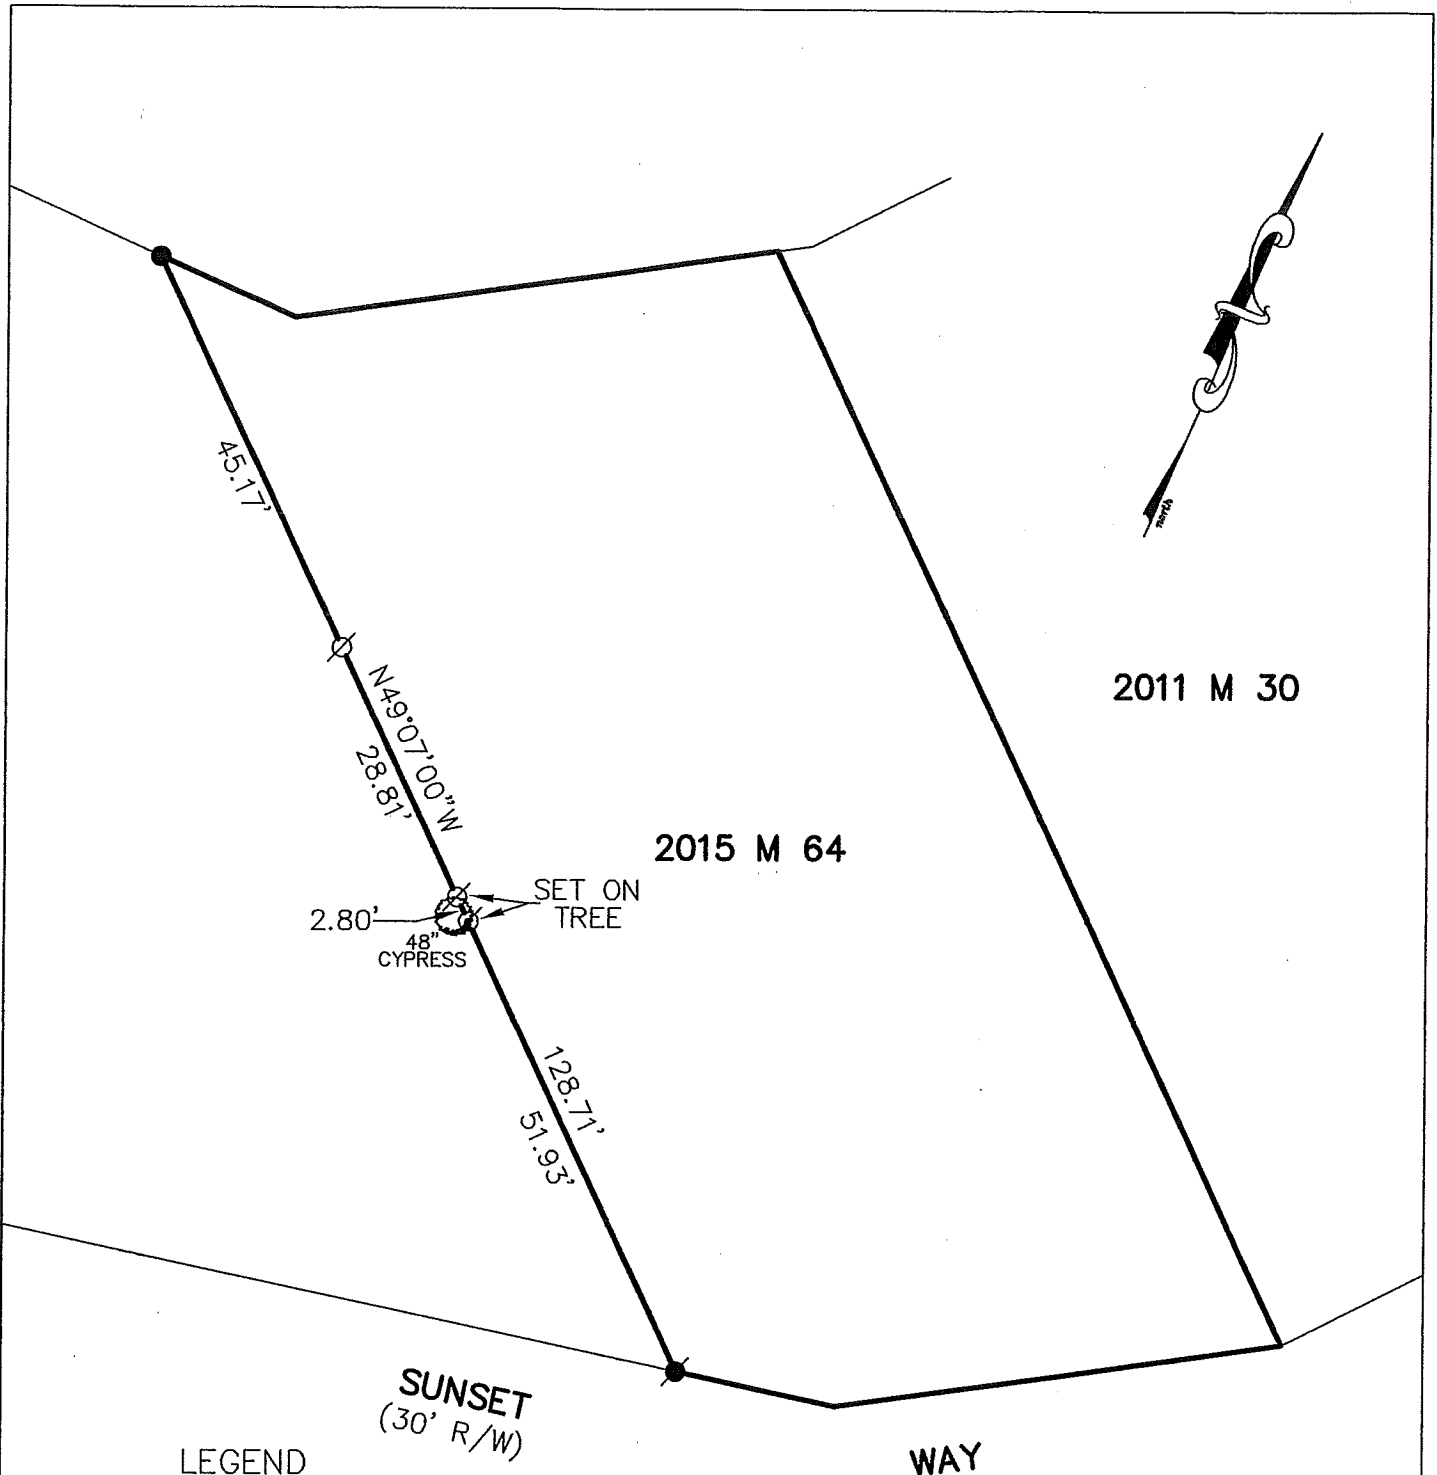 north
45.17'
2011 M 30
N49°07'00"W
28.81'
2015 M 64
SET ON
TREE
2.80'
48"
CYPRESS
128.71'
51.93'
SUNSET
(30' R/W)
WAY
LEGEND